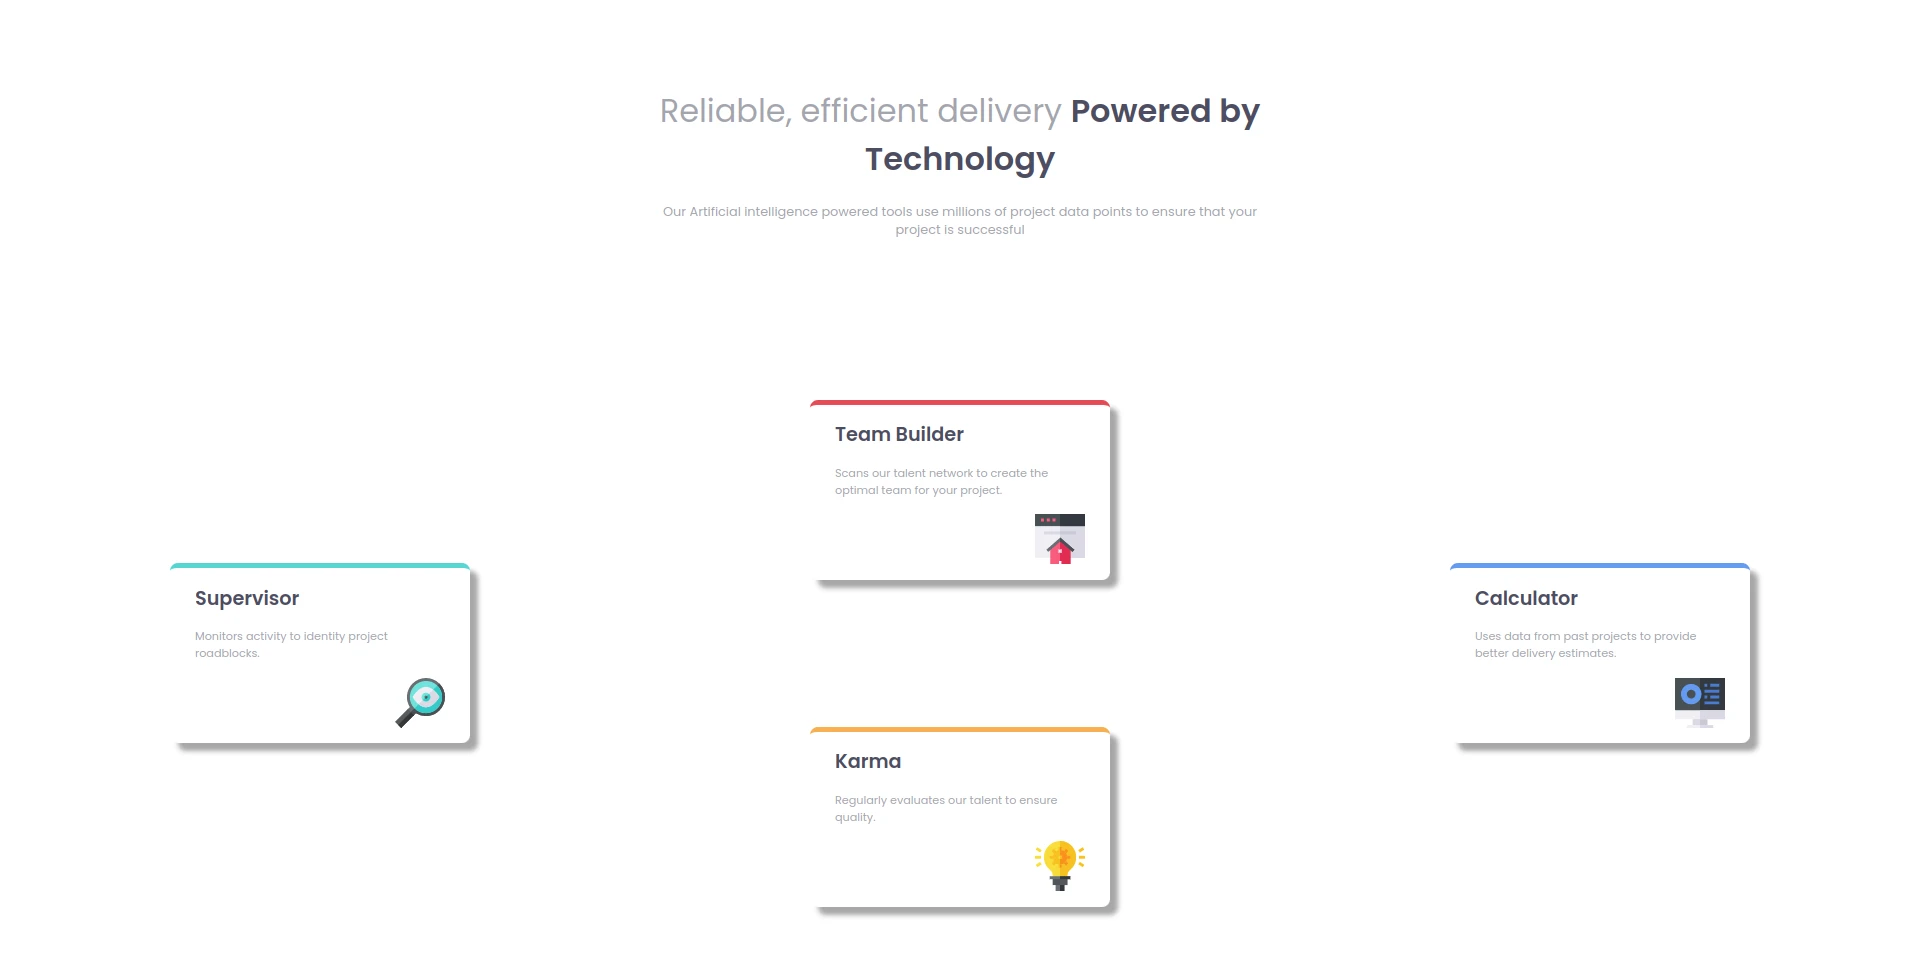 Reliable, efficient delivery Powered by
Technology
Our Artificial intelligence powered tools use millions of project data points to ensure that your
project is successful
Team Builder
Scans our talent network to create the
optimal team for your project.
Supervisor
Monitors activity to identity project
roadblocks.
Calculator
Uses data from past projects to provide
better delivery estimates.
Karma
Regularly evaluates our talent to ensure
quality.